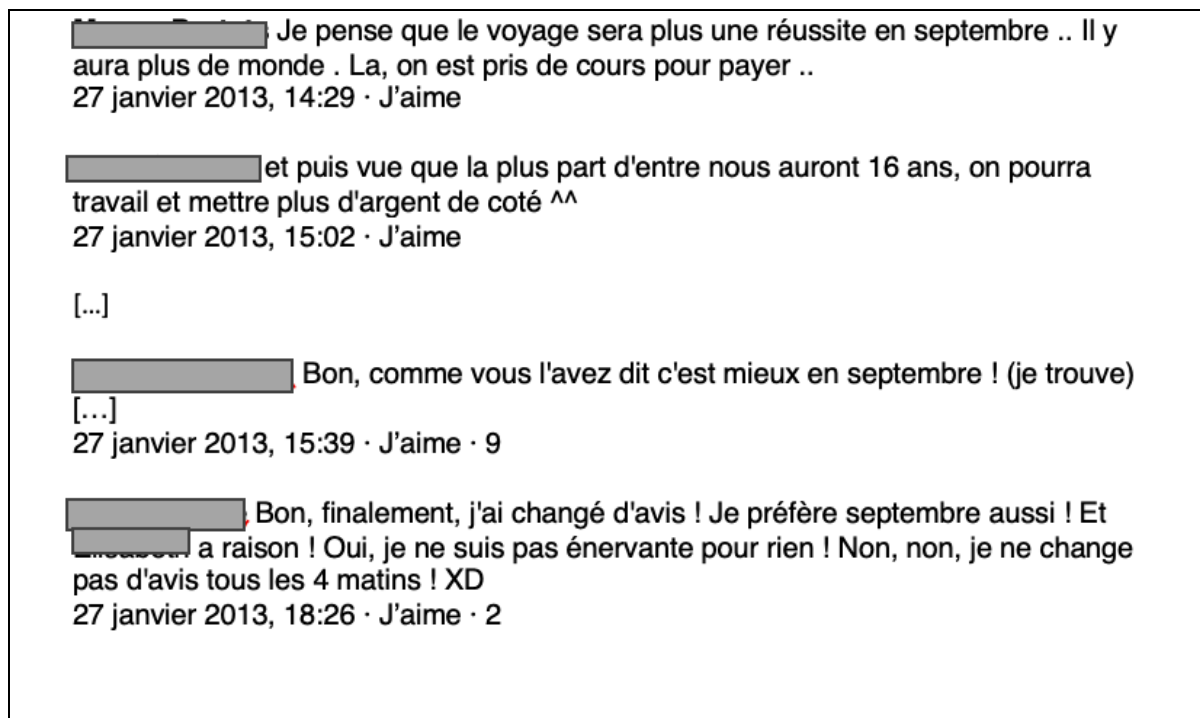 Je pense que le voyage sera plus une réussite en septembre .. Il y
aura plus de monde . La, on est pris de cours pour payer ..
27 janvier 2013, 14:29 · J’aime
et puis vue que la plus part d'entre nous auront 16 ans, on pourra
travail et mettre plus d'argent de coté ^^
27 janvier 2013, 15:02 · J’aime
[...]
Bon, comme vous l'avez dit c'est mieux en septembre ! (je trouve)
[…]
27 janvier 2013, 15:39 · J’aime · 9
Bon, finalement, j'ai changé d'avis ! Je préfère septembre aussi ! Et
a raison ! Oui, je ne suis pas énervante pour rien ! Non, non, je ne change
pas d'avis tous les 4 matins ! XD
27 janvier 2013, 18:26 · J’aime · 2